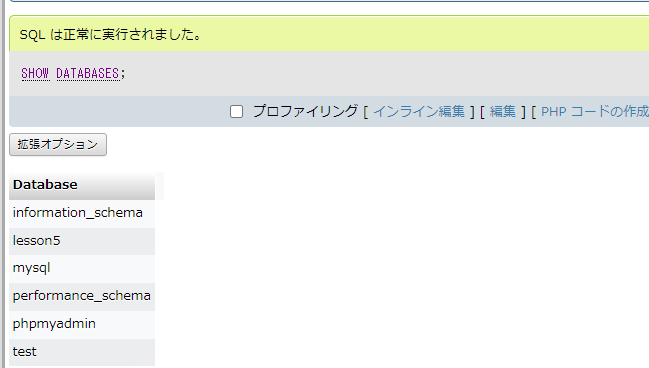 SQL は正常に実行されました。
SHOW DATABASES;
プロファイリング [ インライン編集 ] [ 編集 ] [ PHP コードの作成
拡張オプション
Database
information_schema
lesson5
mysql
performance_schema
phpmyadmin
test